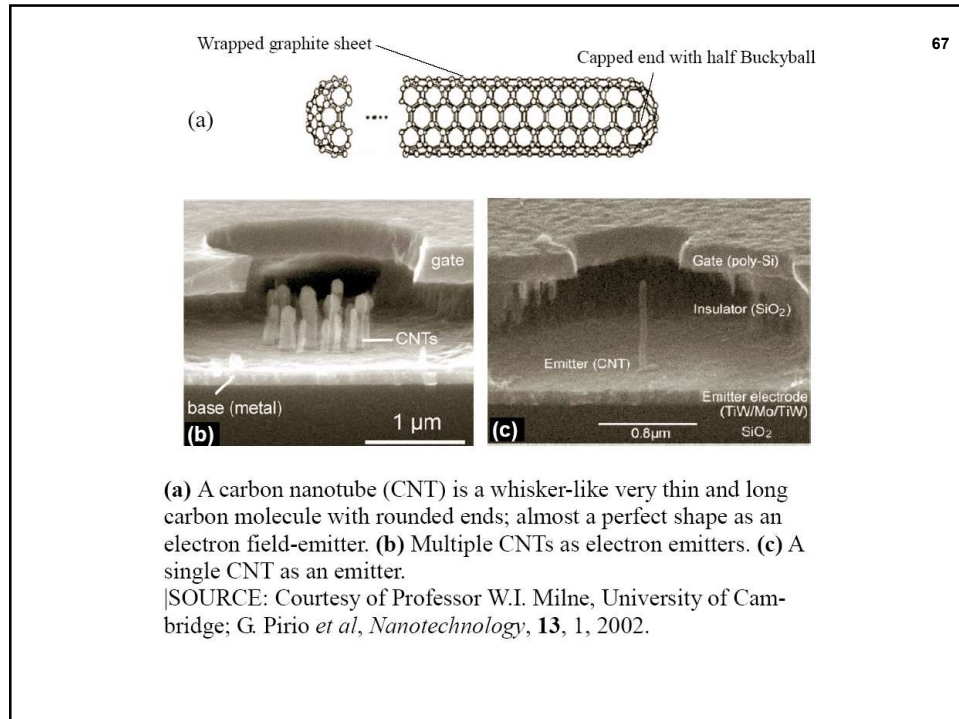 67
Wrapped graphite sheet
Capped end with half Buckyball
(a)
gate
CNTs
base (metal)
(b)
1 µm
Gate (poly-Si)
Insulator (SiO₂)
Emitter (CNT)
Emitter electrode
(TiW/Mo/TiW)
(c)
0.8µm
SiO₂
(a) A carbon nanotube (CNT) is a whisker-like very thin and long
carbon molecule with rounded ends; almost a perfect shape as an
electron field-emitter. (b) Multiple CNTs as electron emitters. (c) A
single CNT as an emitter.
|SOURCE: Courtesy of Professor W.I. Milne, University of Cam-
bridge; G. Pirio et al, Nanotechnology, 13, 1, 2002.